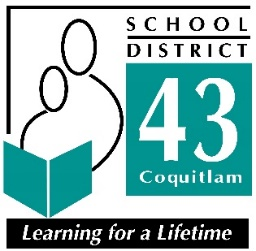 SCHOOL
DISTRICT
43
Coquitlam
Learning for a Lifetime